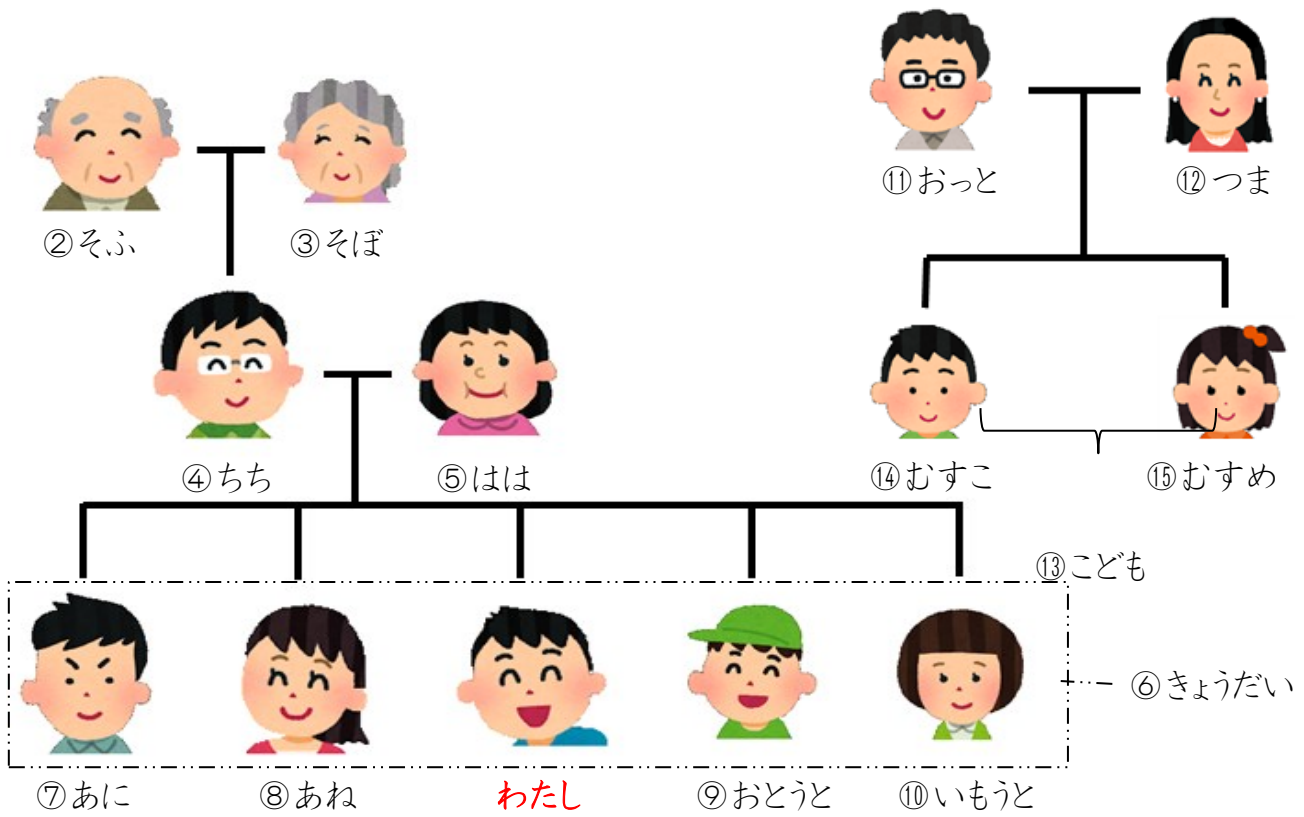 ⑪おっと
⑫つま
②そふ
③そぼ
④ちち
⑤はは
⑭むすこ
⑮むすめ
⑬こども
⑥きょうだい
⑦あに
⑧あね
わたし
⑨おとうと
⑩いもうと